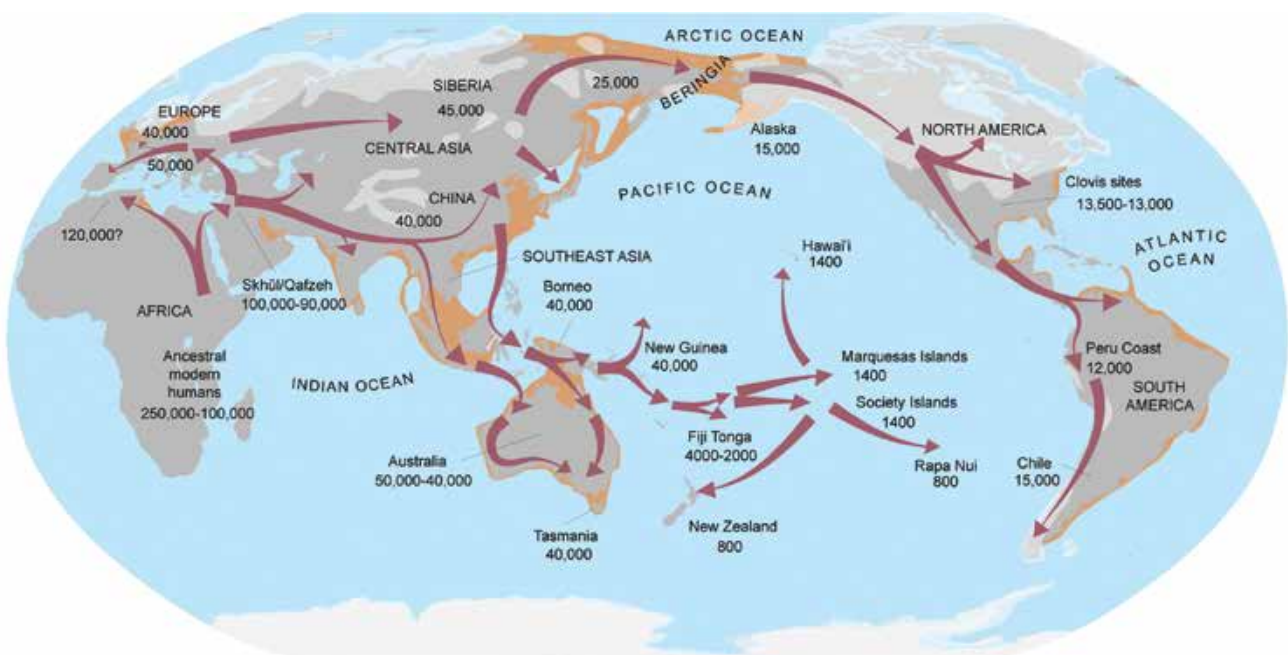 ARCTIC OCEAN
BERINGIA
25,000
SIBERIA
45,000
EUROPE
40,000
50,000
CENTRAL ASIA
Alaska
15,000
NORTH AMERICA
PACIFIC OCEAN
CHINA
40,000
Clovis sites
13,500-13,000
ATLANTIC
OCEAN
120,000?
Skhūl/Qafzeh
100,000-90,000
SOUTHEAST ASIA
Hawai'i
1400
AFRICA
Borneo
40,000
Ancestral
modern
humans
250,000-100,000
INDIAN OCEAN
New Guinea
40,000
Marquesas Islands
1400
Peru Coast
12,000
SOUTH
AMERICA
Society Islands
1400
Fiji Tonga
4000-2000
Australia
50,000-40,000
Rapa Nui
800
Chile
15,000
Tasmania
40,000
New Zealand
800